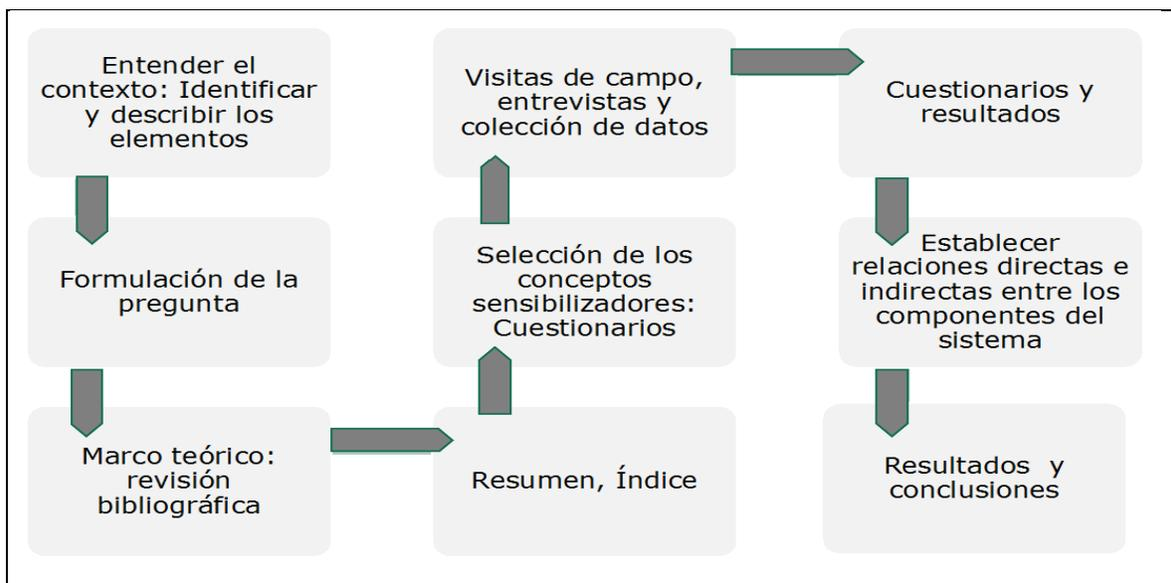 Entender el
contexto: Identificar
y describir los
elementos
Formulación de la
pregunta
Marco teórico:
revisión
bibliográfica
Resumen, Índice
Selección de los
conceptos
sensibilizadores:
Cuestionarios
Visitas de campo,
entrevistas y
colección de datos
Cuestionarios y
resultados
Establecer
relaciones directas e
indirectas entre los
componentes del
sistema
Resultados y
conclusiones